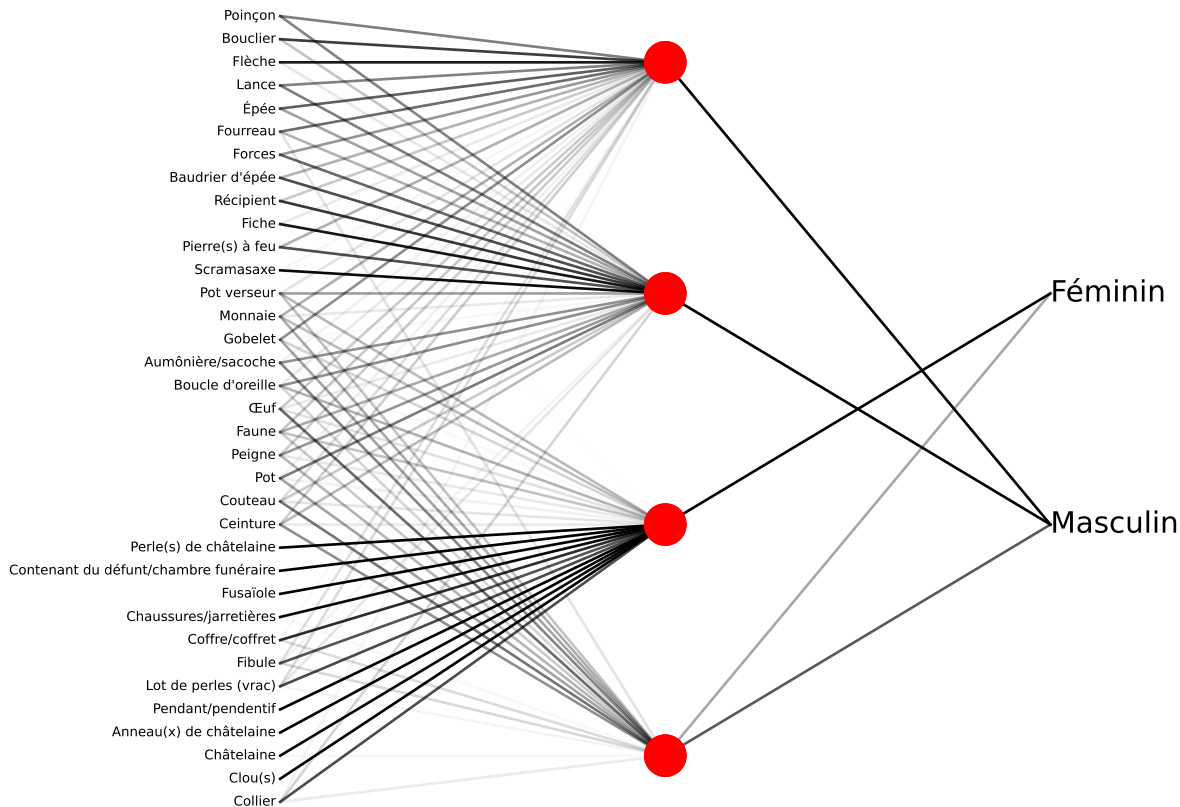 Poinçon
Bouclier
Flèche
Lance
Épée
Fourreau
Forces
Baudrier d'épée
Récipient
Fiche
Pierre(s) à feu
Scramasaxe
Pot verseur
Monnaie
Gobelet
Aumônière/sacoche
Boucle d'oreille
Œuf
Faune
Peigne
Pot
Couteau
Ceinture
Perle(s) de châtelaine
Contenant du défunt/chambre funéraire
Fusaïole
Chaussures/jarretières
Coffre/coffret
Fibule
Lot de perles (vrac)
Pendant/pendentif
Anneau(x) de châtelaine
Châtelaine
Clou(s)
Collier
Féminin
Masculin